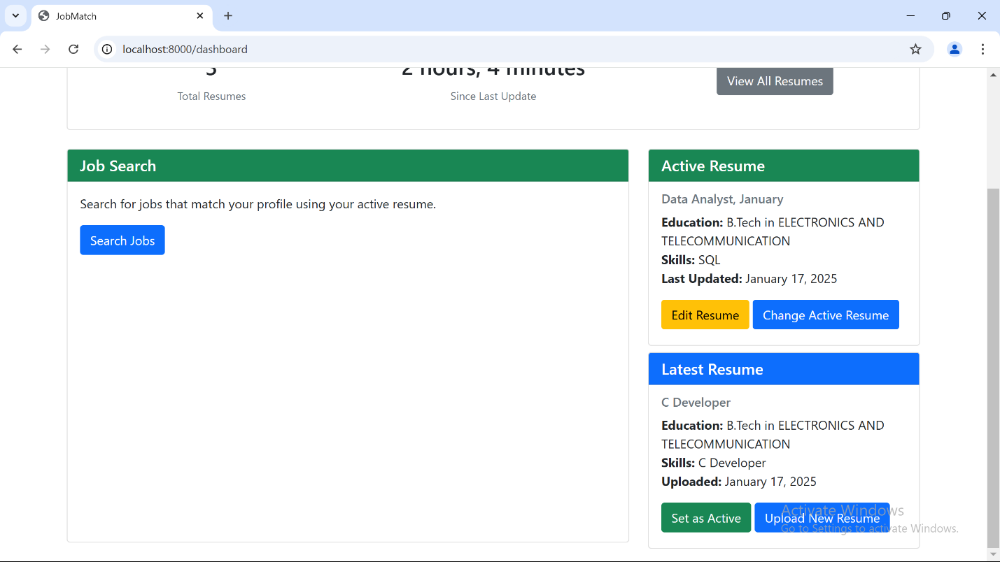 JobMatch
localhost:8000/dashboard
2 hours, 4 minutes
View All Resumes
Total Resumes
Since Last Update
Job Search
Search for jobs that match your profile using your active resume.
Search Jobs
Active Resume
Data Analyst, January
Education: B.Tech in ELECTRONICS AND
TELECOMMUNICATION
Skills: SQL
Last Updated: January 17, 2025
Edit Resume
Change Active Resume
Latest Resume
C Developer
Education: B.Tech in ELECTRONICS AND
TELECOMMUNICATION
Skills: C Developer
Uploaded: January 17, 2025
Set as Active
Upload New Resume
Activate Windows
Go to Settings to activate Windows.